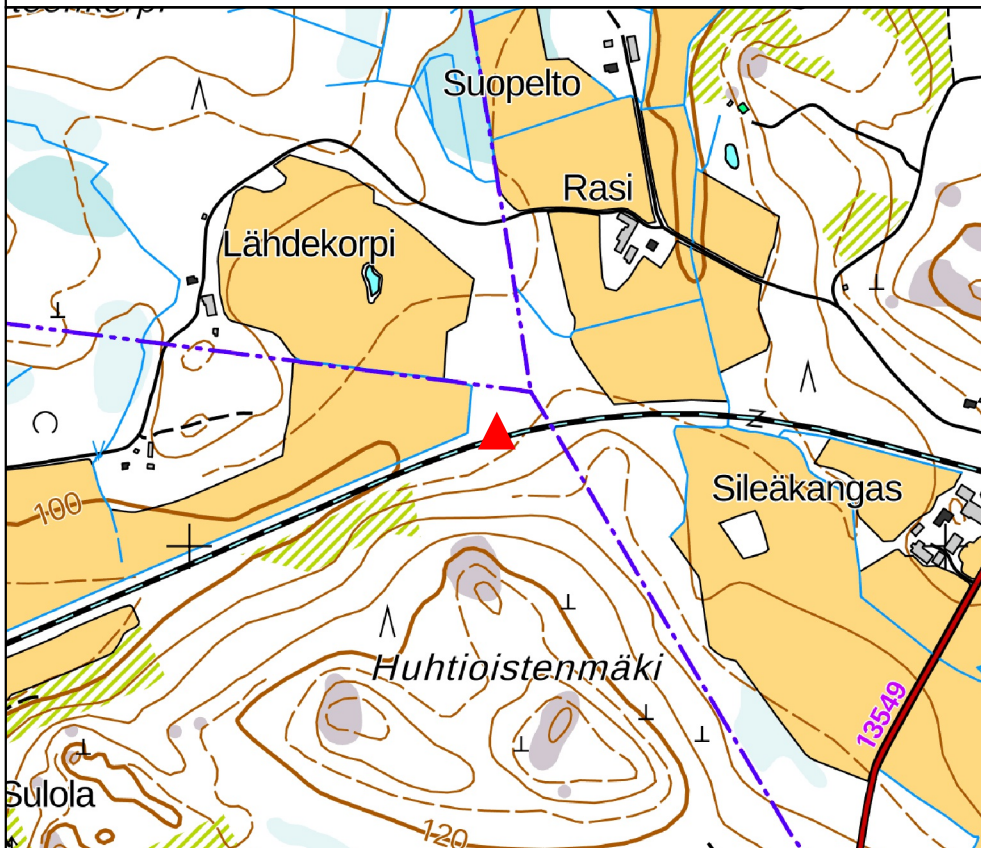 Suopelto
Rasi
Lähdekorpi
Sileäkangas
100
Huhtioistenmäki
13549
Sulola
120